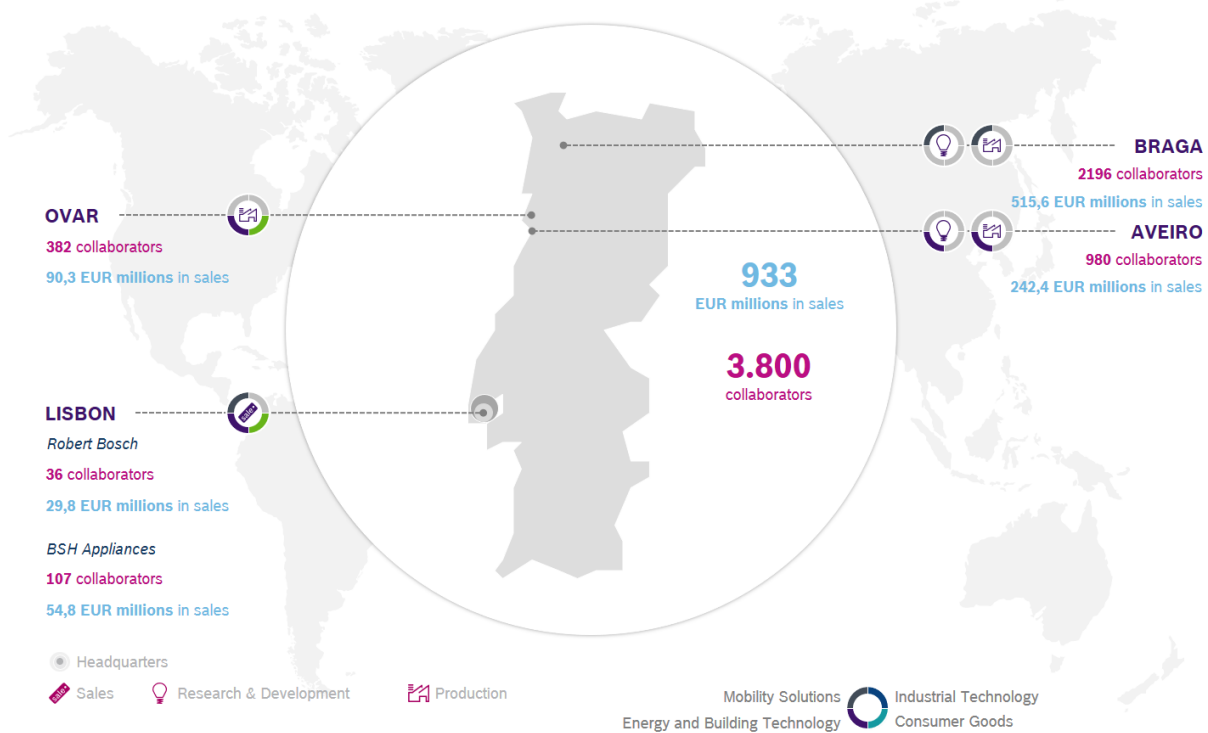 OVAR
382 collaborators
90,3 EUR millions in sales
LISBON
Robert Bosch
36 collaborators
29,8 EUR millions in sales
BSH Appliances
107 collaborators
54,8 EUR millions in sales
933
EUR millions in sales
3.800
collaborators
BRAGA
2196 collaborators
515,6 EUR millions in sales
AVEIRO
980 collaborators
242,4 EUR millions in sales
Headquarters
Sales
Research & Development
Production
Mobility Solutions
Industrial Technology
Energy and Building Technology
Consumer Goods